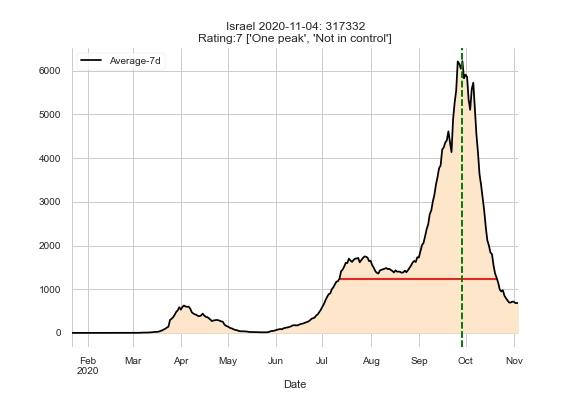 Israel 2020-11-04: 317332
Rating:7 ['One peak', 'Not in control']
Average-7d
6000
5000
4000
3000
2000
1000
0
Feb Mar Apr May Jun Jul Aug Sep Oct Nov
2020
Date